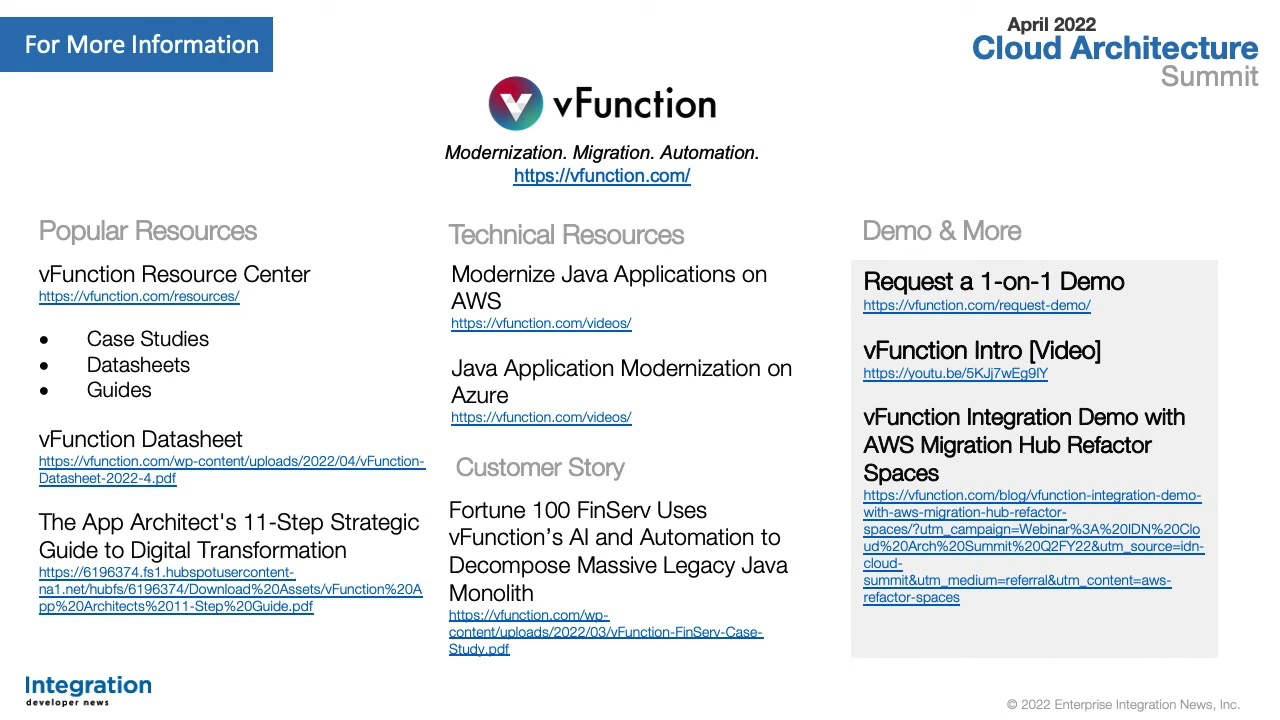 For More Information
April 2022
Cloud Architecture
Summit
vFunction
Modernization. Migration. Automation.
https://vfunction.com/
Popular Resources
vFunction Resource Center
https://vfunction.com/resources/
• Case Studies
• Datasheets
• Guides
vFunction Datasheet
https://vfunction.com/wp-content/uploads/2022/04/vFunction-
Datasheet-2022-4.pdf
The App Architect's 11-Step Strategic
Guide to Digital Transformation
https://6196374.fs1.hubspotusercontent-
na1.net/hubfs/6196374/Download%20Assets/vFunction%20A
pp%20Architects%2011-Step%20Guide.pdf
Technical Resources
Modernize Java Applications on
AWS
https://vfunction.com/videos/
Java Application Modernization on
Azure
https://vfunction.com/videos/
Customer Story
Fortune 100 FinServ Uses
vFunction’s AI and Automation to
Decompose Massive Legacy Java
Monolith
https://vfunction.com/wp-
content/uploads/2022/03/vFunction-FinServ-Case-
Study.pdf
Demo & More
Request a 1-on-1 Demo
https://vfunction.com/request-demo/
vFunction Intro [Video]
https://youtu.be/5KJj7wEg9lY
vFunction Integration Demo with
AWS Migration Hub Refactor
Spaces
https://vfunction.com/blog/vfunction-integration-demo-
with-aws-migration-hub-refactor-
spaces/?utm_campaign=Webinar%3A%20IDN%20Clo
ud%20Arch%20Summit%20Q2FY22&utm_source=idn-
cloud-
summit&utm_medium=referral&utm_content=aws-
refactor-spaces
Integration
developer news
© 2022 Enterprise Integration News, Inc.